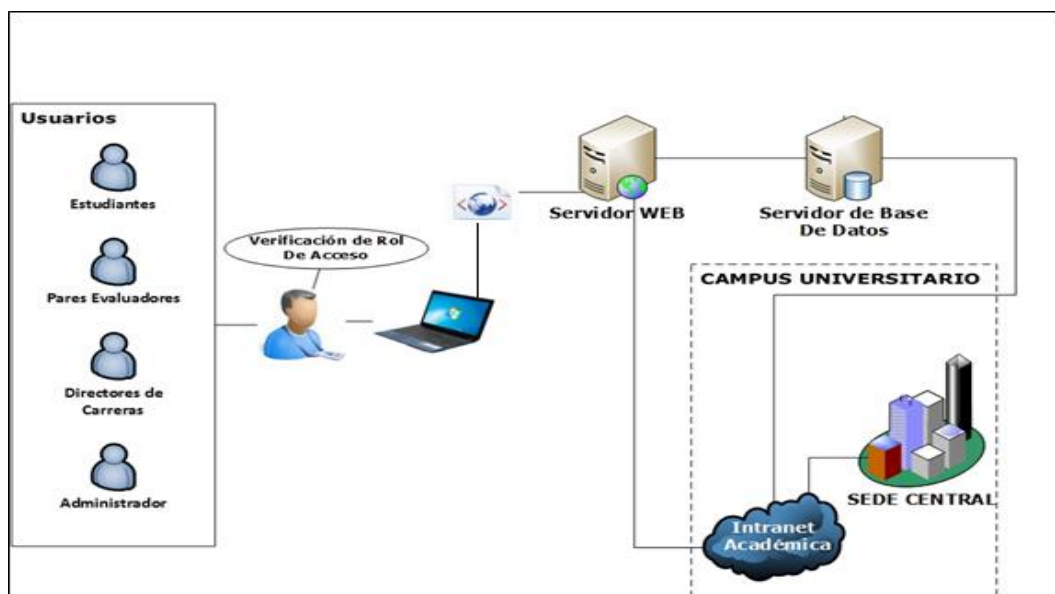 Usuarios
Estudiantes
Pares Evaluadores
Directores de
Carreras
Administrador
Verificación de Rol
De Acceso
Servidor WEB
Servidor de Base
De Datos
CAMPUS UNIVERSITARIO
SEDE CENTRAL
Intranet
Académica